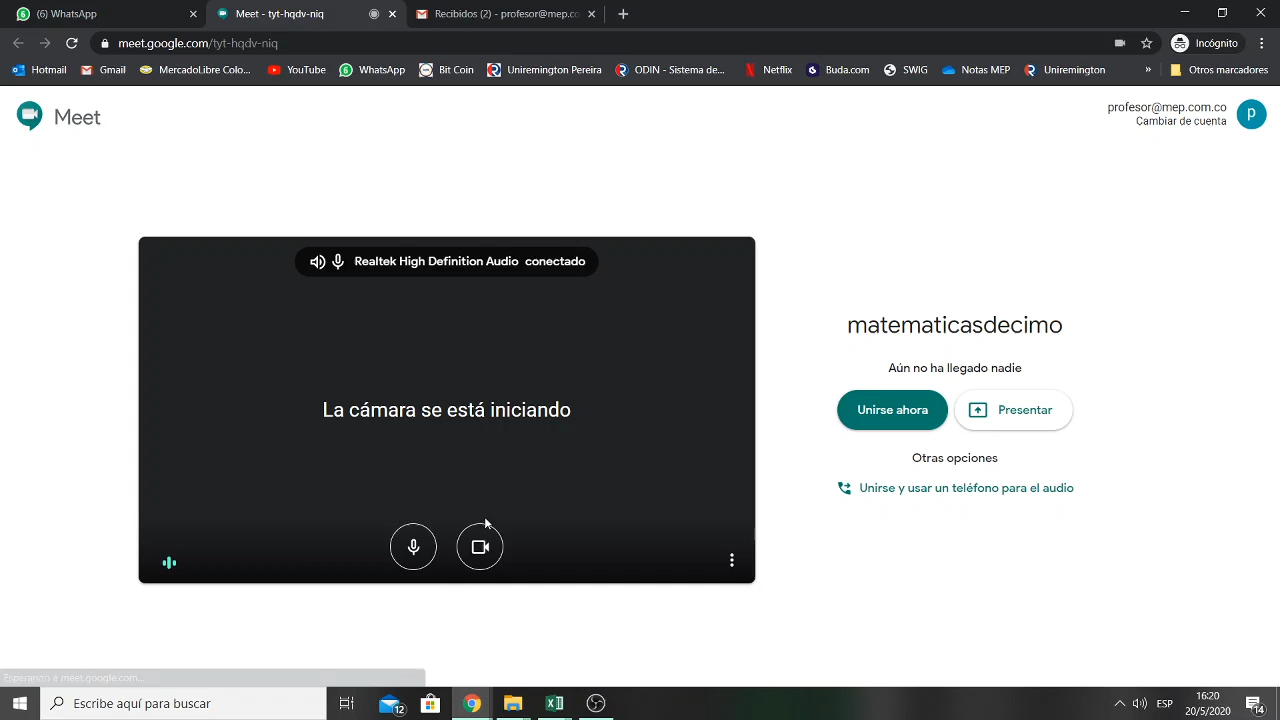 (6) WhatsApp
Meet - tyt-hqdv-niq
Recibidos (2) - profesor@mep.co
meet.google.com/tyt-hqdv-niq
Incógnito
Hotmail
Gmail
MercadoLibre Colo...
YouTube
WhatsApp
Bit Coin
Uniremington Pereira
ODIN - Sistema de...
Netflix
Buda.com
SWIG
Notas MEP
Uniremington
»
Otros marcadores
Meet
profesor@mep.com.co
Cambiar de cuenta
p
Realtek High Definition Audio conectado
La cámara se está iniciando
matematicasdecimo
Aún no ha llegado nadie
Unirse ahora
Presentar
Otras opciones
Unirse y usar un teléfono para el audio
Esperando a meet.google.com...
Escribe aquí para buscar
12
ESP
16:20
20/5/2020
14